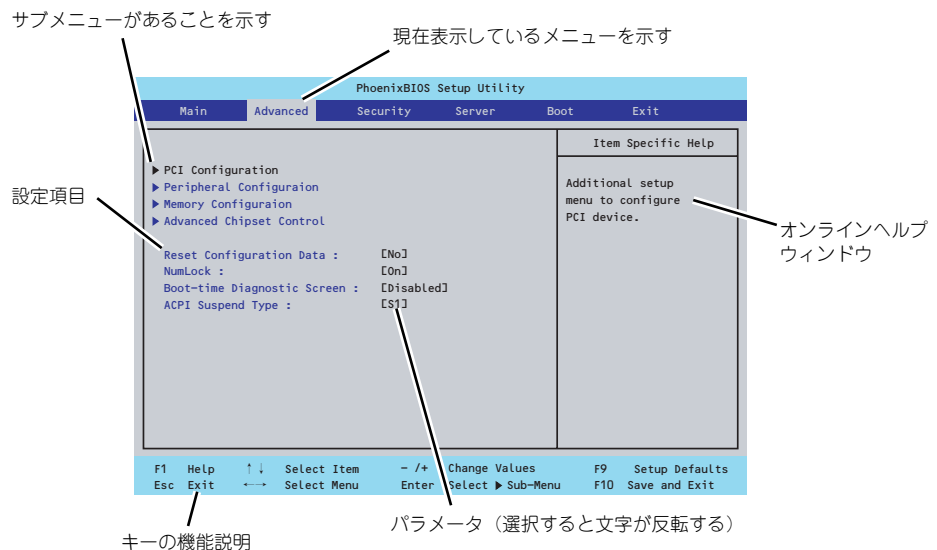 サブメニューがあることを示す
現在表示しているメニューを示す
PhoenixBIOS Setup Utility
Main Advanced Security Server Boot Exit
Item Specific Help
▶ PCI Configuration
▶ Peripheral Configuraion
▶ Memory Configuraion
▶ Advanced Chipset Control
Additional setup
menu to configure
PCI device.
設定項目
オンラインヘルプ
ウィンドウ
Reset Configuration Data : [No]
NumLock : [On]
Boot-time Diagnostic Screen : [Disabled]
ACPI Suspend Type : [S1]
F1 Help ↑↓ Select Item − /+ Change Values F9 Setup Defaults
Esc Exit ←→ Select Menu Enter Select ▶ Sub-Menu F10 Save and Exit
パラメータ（選択すると文字が反転する）
キーの機能説明